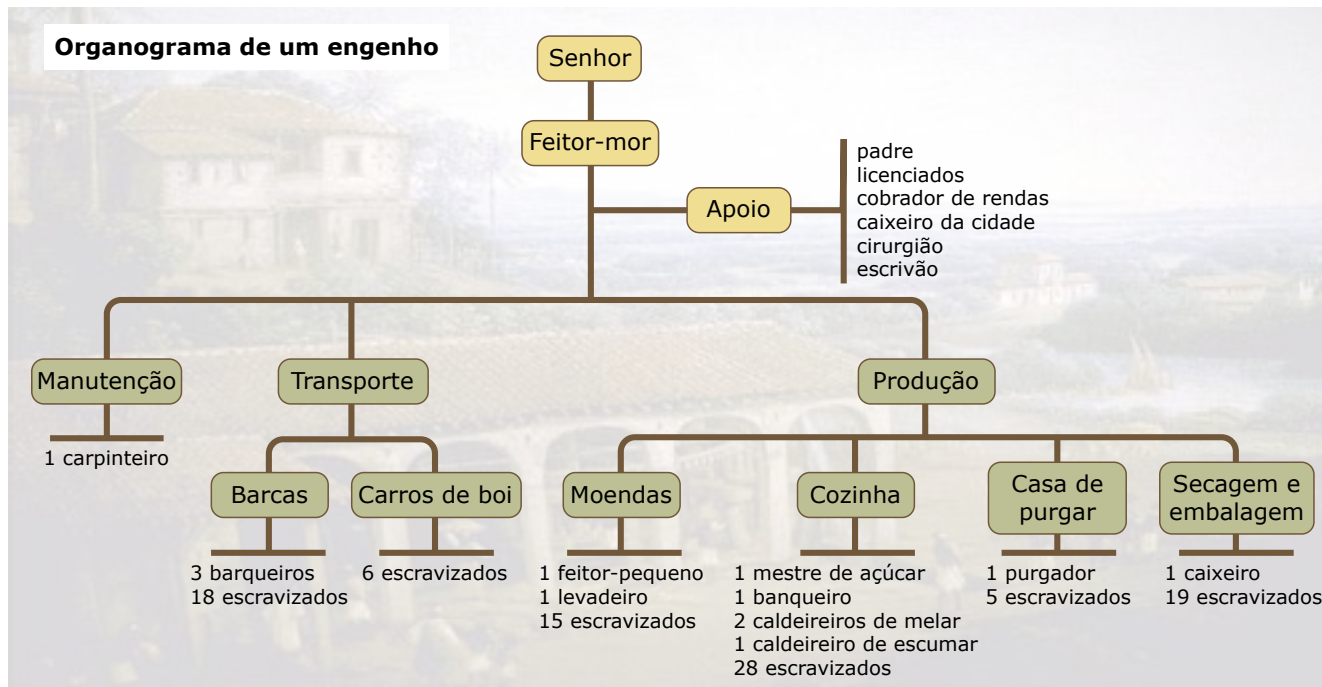 Organograma de um engenho
Senhor
Feitor-mor
Apoio
padre
licenciados
cobrador de rendas
caixeiro da cidade
cirurgião
escrivão
Manutenção
1 carpinteiro
Transporte
Barcas
3 barqueiros
18 escravizados
Carros de boi
6 escravizados
Produção
Moendas
1 feitor-pequeno
1 levadeiro
15 escravizados
Cozinha
1 mestre de açúcar
1 banqueiro
2 caldeireiros de melar
1 caldeireiro de escumar
28 escravizados
Casa de
purgar
1 purgador
5 escravizados
Secagem e
embalagem
1 caixeiro
19 escravizados